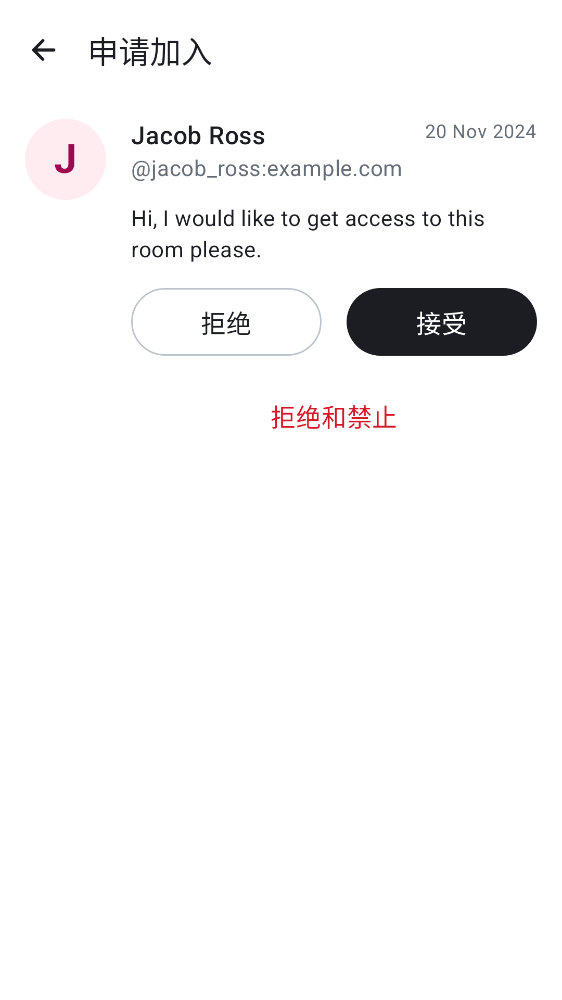 申请加入
J
Jacob Ross
20 Nov 2024
@jacob_ross:example.com
Hi, I would like to get access to this
room please.
拒绝
接受
拒绝和禁止